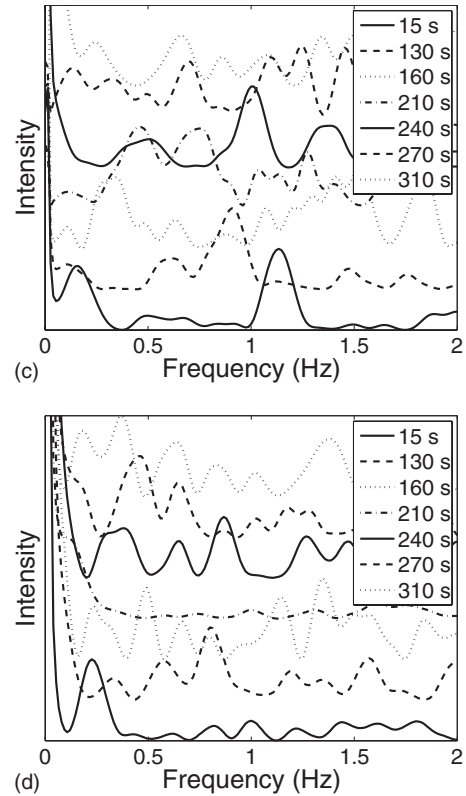 15 s
130 s
160 s
210 s
240 s
270 s
310 s
Intensity
0
0.5
1
1.5
2
Frequency (Hz)
(c)
15 s
130 s
160 s
210 s
240 s
270 s
310 s
Intensity
0
0.5
1
1.5
2
Frequency (Hz)
(d)